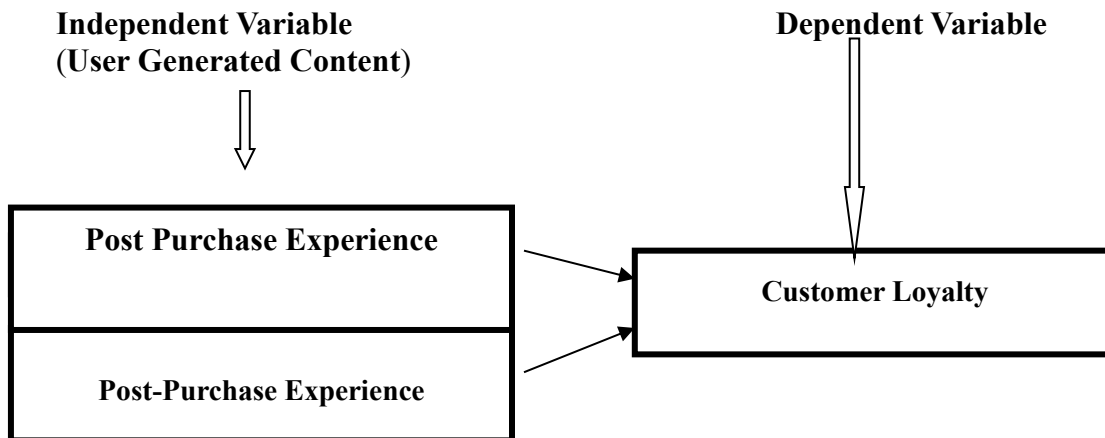 Independent Variable
(User Generated Content)
Dependent Variable
Post Purchase Experience
Customer Loyalty
Post-Purchase Experience